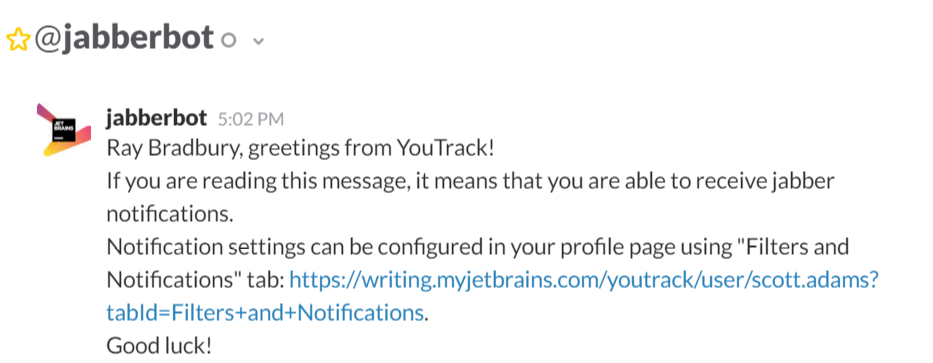 @jabberbot
JET
BRAINS
jabberbot 5:02 PM
Ray Bradbury, greetings from YouTrack!
If you are reading this message, it means that you are able to receive jabber
notifications.
Notification settings can be configured in your profile page using "Filters and
Notifications" tab: https://writing.myjetbrains.com/youtrack/user/scott.adams?
tabId=Filters+and+Notifications.
Good luck!